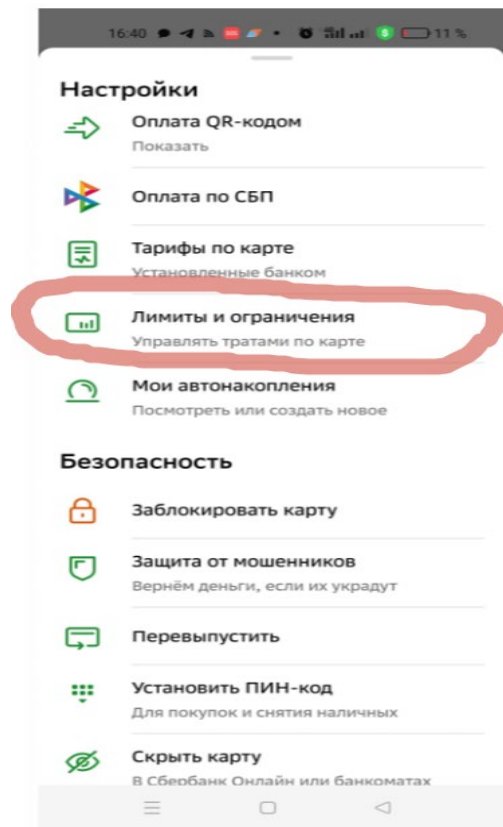 16:40 11 %
Настройки
Оплата QR-кодом
Показать
Оплата по СБП
Тарифы по карте
Установленные банком
Лимиты и ограничения
Управлять тратами по карте
Мои автонакопления
Посмотреть или создать новое
Безопасность
Заблокировать карту
Защита от мошенников
Вернём деньги, если их украдут
Перевыпустить
Установить ПИН-код
Для покупок и снятия наличных
Скрыть карту
В Сбербанк Онлайн или банкоматах